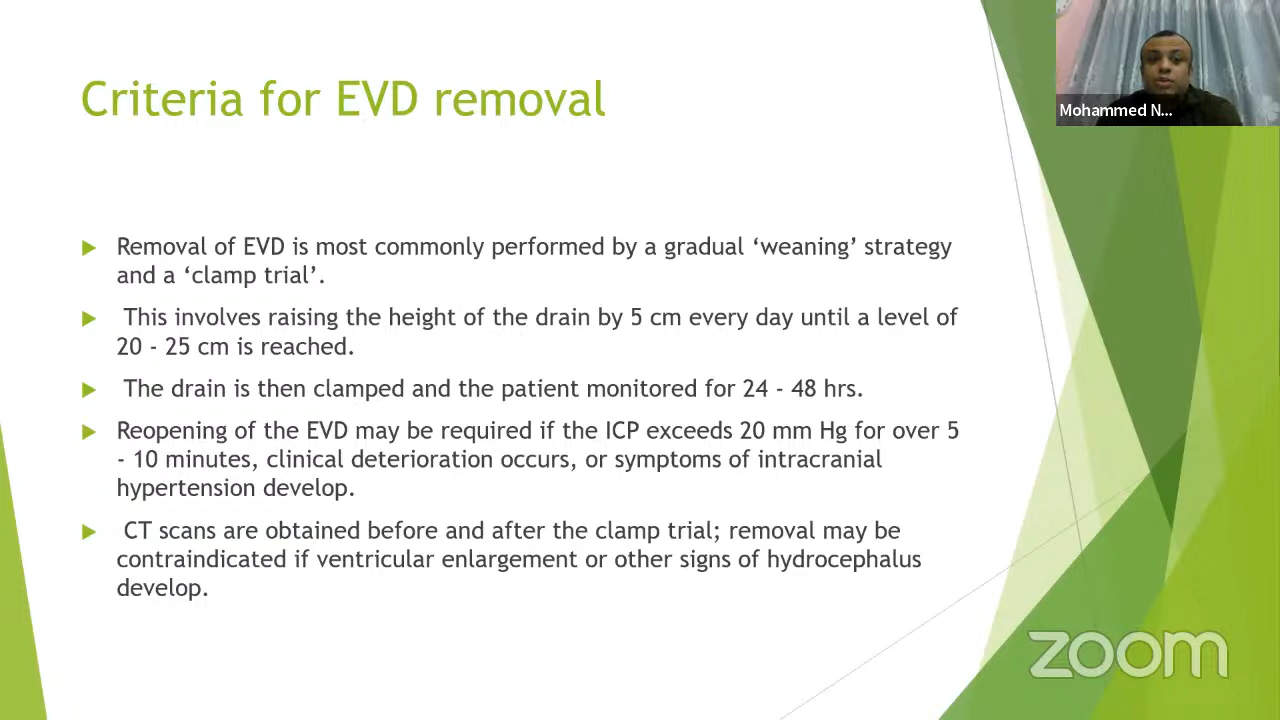 Criteria for EVD removal
Mohammed N...
Removal of EVD is most commonly performed by a gradual ‘weaning’ strategy
and a ‘clamp trial’.
This involves raising the height of the drain by 5 cm every day until a level of
20 - 25 cm is reached.
The drain is then clamped and the patient monitored for 24 - 48 hrs.
Reopening of the EVD may be required if the ICP exceeds 20 mm Hg for over 5
- 10 minutes, clinical deterioration occurs, or symptoms of intracranial
hypertension develop.
CT scans are obtained before and after the clamp trial; removal may be
contraindicated if ventricular enlargement or other signs of hydrocephalus
develop.
zoom